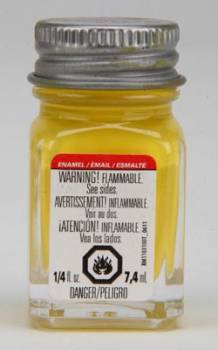 ENAMEL / ÉMAIL / ESMALTE
WARNING! FLAMMABLE.
See sides.
AVERTISSEMENT! INFLAMMABLE.
Voir au dos.
¡ATENCIÓN! INFLAMABLE.
Vea los lados.
1/4 fl. oz. 7,4 ml.
DANGER/PELIGRO